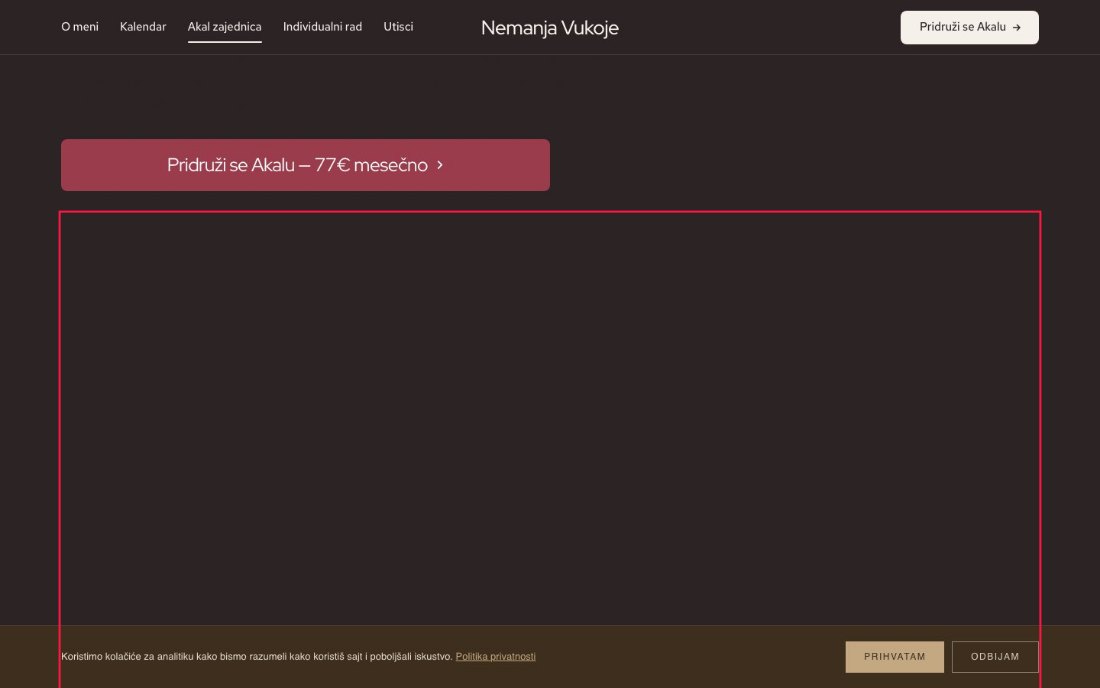 O meni
Kalendar
Akal zajednica
Individualni rad
Utisci
Nemanja Vukoje
Pridruži se Akalu →
Pridruži se Akalu — 77€ mesečno ›
Koristimo kolačiće za analitiku kako bismo razumeli kako koristiš sajt i poboljšali iskustvo. Politika privatnosti
PRIHVATAM
ODBIJAM